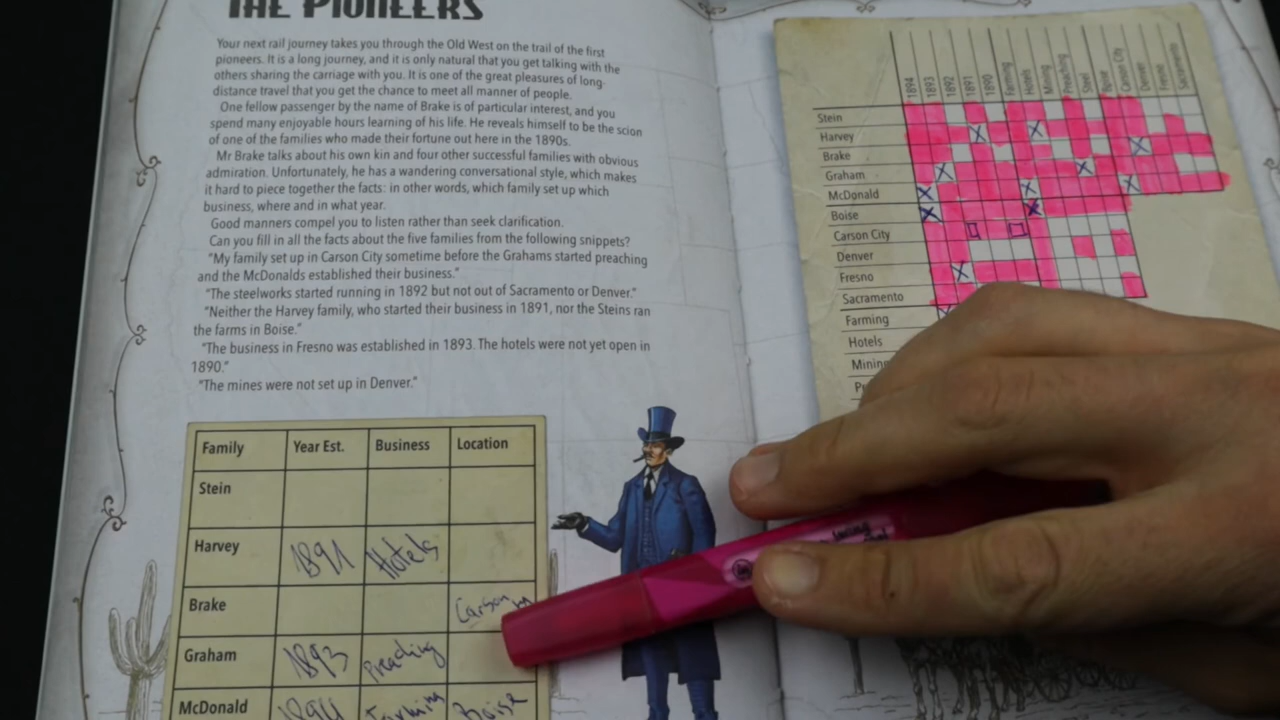 THE PIONEERS
Your next rail journey takes you through the Old West on the trail of the first
pioneers. It is a long journey, and it is only natural that you get talking with the
others sharing the carriage with you. It is one of the great pleasures of long-
distance travel that you get the chance to meet all manner of people.
One fellow passenger by the name of Brake is of particular interest, and you
spend many enjoyable hours learning of his life. He reveals himself to be the scion
of one of the families who made their fortune out here in the 1890s.
Mr Brake talks about his own kin and four other successful families with obvious
admiration. Unfortunately, he has a wandering conversational style, which makes
it hard to piece together the facts: in other words, which family set up which
business, where and in what year.
Good manners compel you to listen rather than seek clarification.
Can you fill in all the facts about the five families from the following snippets?
"My family set up in Carson City sometime before the Grahams started preaching
and the McDonalds established their business."
"The steelworks started running in 1892 but not out of Sacramento or Denver."
"Neither the Harvey family, who started their business in 1891, nor the Steins ran
the farms in Boise."
"The business in Fresno was established in 1893. The hotels were not yet open in
1890."
"The mines were not set up in Denver."
Family Year Est. Business Location
Stein
Harvey 1891 Hotels
Brake Carson
Graham 1893 Preaching
McDonald 1894 Farming Boise
1894 1893 1892 1891 1890 Farming Hotels Mining Preaching Steel Boise Carson City Denver Fresno Sacramento
Stein
Harvey
Brake
Graham
McDonald
Boise
Carson City
Denver
Fresno
Sacramento
Farming
Hotels
Mining